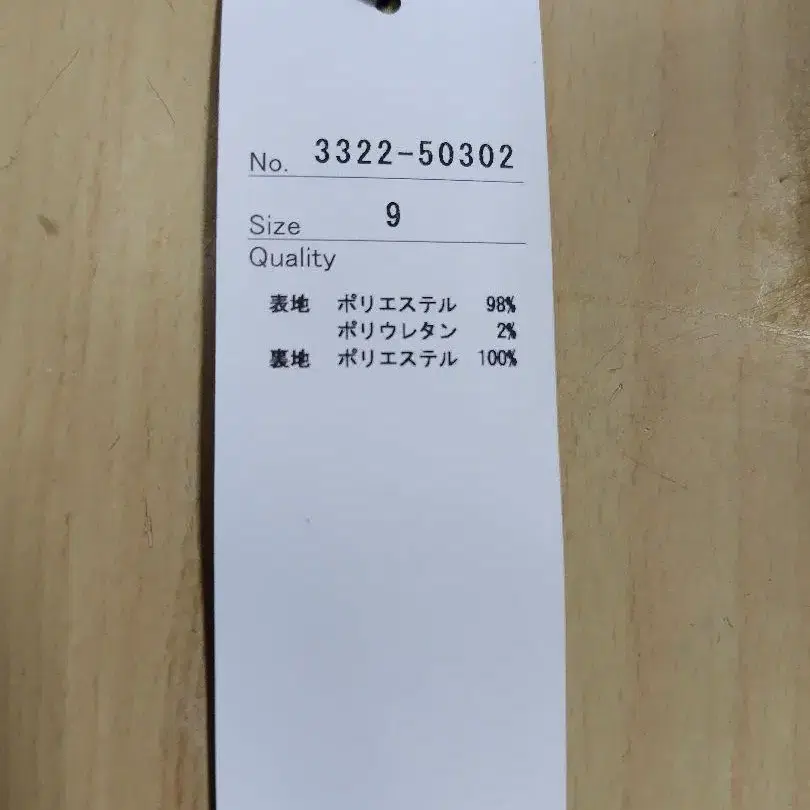 No. 3322-50302
Size 9
Quality
表地 ポリエステル 98%
ポリウレタン 2%
裏地 ポリエステル 100%